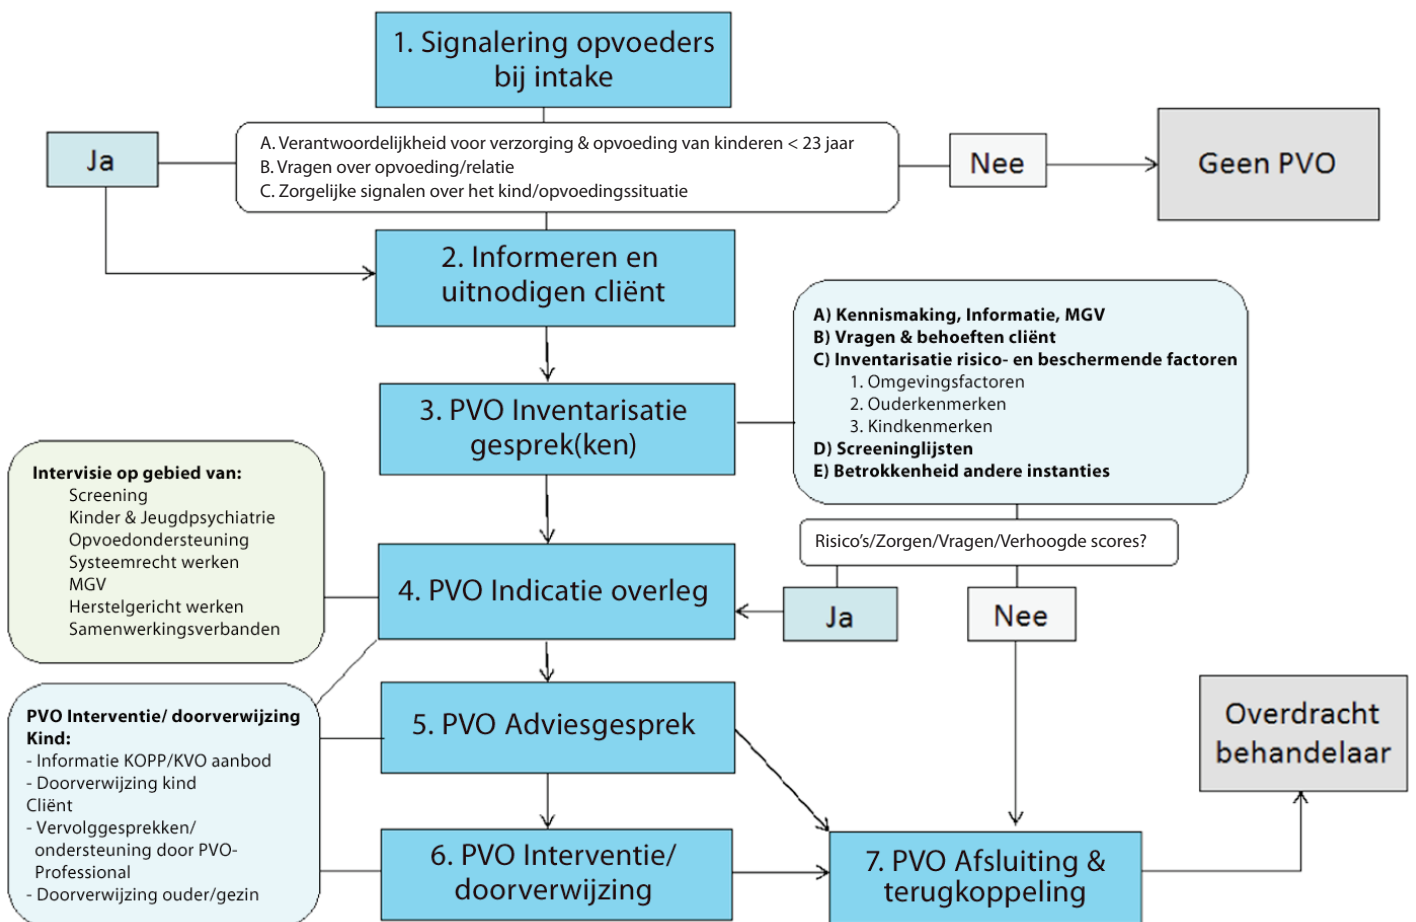 1. Signalering opvoeders
bij intake
Ja
A. Verantwoordelijkheid voor verzorging & opvoeding van kinderen < 23 jaar
B. Vragen over opvoeding/relatie
C. Zorgelijke signalen over het kind/opvoedingssituatie
Nee
Geen PVO
2. Informeren en
uitnodigen cliënt
A) Kennismaking, Informatie, MGV
B) Vragen & behoeften cliënt
C) Inventarisatie risico- en beschermende factoren
1. Omgevingsfactoren
2. Ouderkenmerken
3. Kindkenmerken
D) Screeninglijsten
E) Betrokkenheid andere instanties
3. PVO Inventarisatie
gesprek(ken)
Intervisie op gebied van:
Screening
Kinder & Jeugdpsychiatrie
Opvoedondersteuning
Systeemrecht werken
MGV
Herstelgericht werken
Samenwerkingsverbanden
Risico's/Zorgen/Vragen/Verhoogde scores?
4. PVO Indicatie overleg
Ja
Nee
PVO Interventie/ doorverwijzing
Kind:
- Informatie KOPP/KVO aanbod
- Doorverwijzing kind
Cliënt
- Vervolggesprekken/
ondersteuning door PVO-
Professional
- Doorverwijzing ouder/gezin
5. PVO Adviesgesprek
Overdracht
behandelaar
6. PVO Interventie/
doorverwijzing
7. PVO Afsluiting &
terugkoppeling